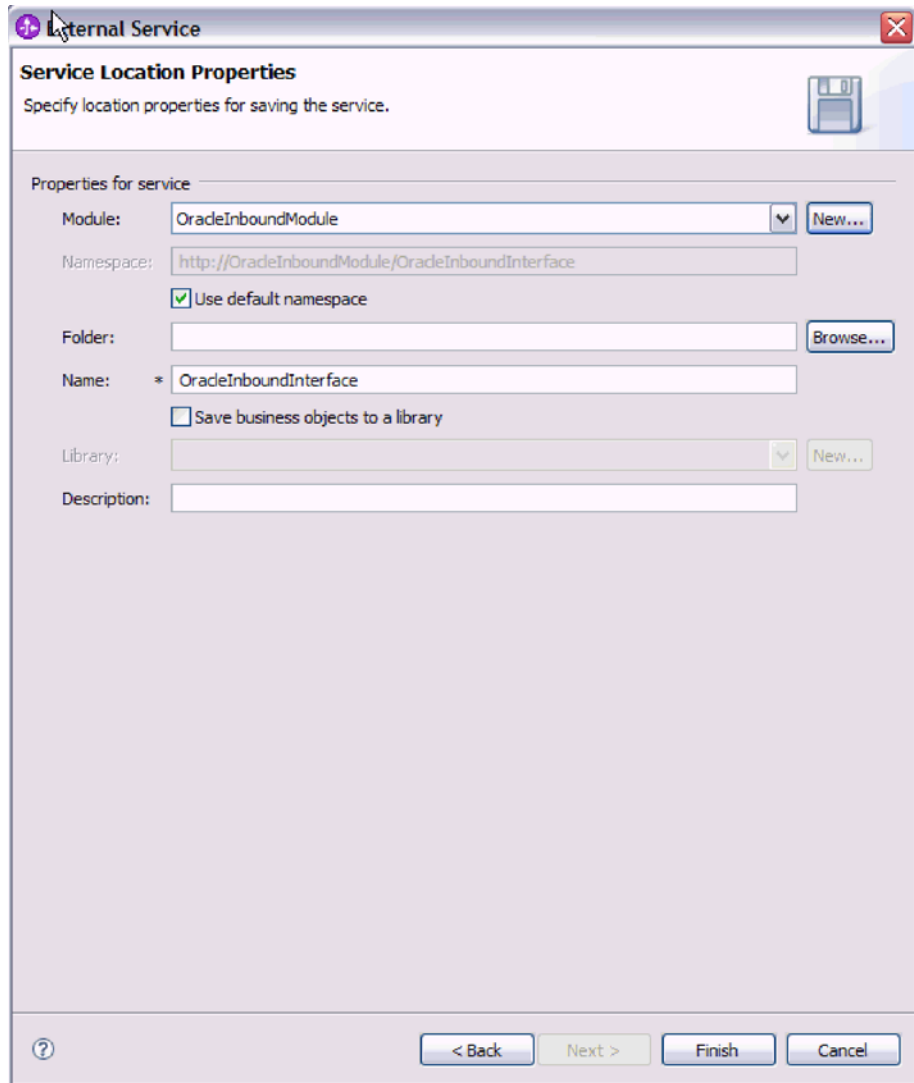 External Service
Service Location Properties
Specify location properties for saving the service.
Properties for service
Module: OracleInboundModule New...
Namespace: http://OracleInboundModule/OracleInboundInterface
Use default namespace
Folder: Browse...
Name: * OracleInboundInterface
Save business objects to a library
Library: New...
Description:
? < Back Next > Finish Cancel